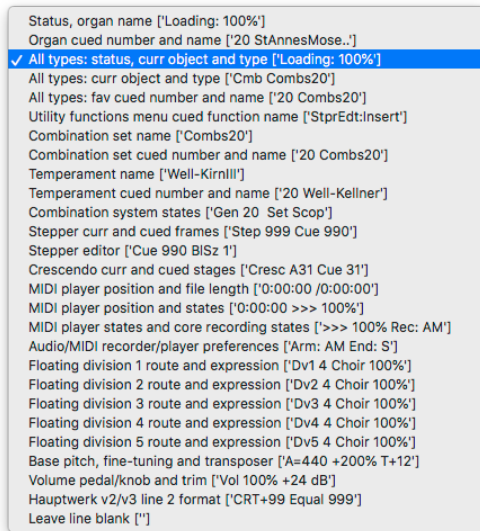 Status, organ name ['Loading: 100%']
Organ cued number and name ['20 StAnnesMose..']
✓ All types: status, curr object and type ['Loading: 100%']
All types: curr object and type ['Cmb Combs20']
All types: fav cued number and name ['20 Combs20']
Utility functions menu cued function name ['StprEdt:Insert']
Combination set name ['Combs20']
Combination set cued number and name ['20 Combs20']
Temperament name ['Well-KirnIII']
Temperament cued number and name ['20 Well-Kellner']
Combination system states ['Gen 20  Set Scop']
Stepper curr and cued frames ['Step 999 Cue 990']
Stepper editor ['Cue 990 BlSz 1']
Crescendo curr and cued stages ['Cresc A31 Cue 31']
MIDI player position and file length ['0:00:00 /0:00:00']
MIDI player position and states ['0:00:00 >>> 100%']
MIDI player states and core recording states ['>>> 100% Rec: AM']
Audio/MIDI recorder/player preferences ['Arm: AM End: S']
Floating division 1 route and expression ['Dv1 4 Choir 100%']
Floating division 2 route and expression ['Dv2 4 Choir 100%']
Floating division 3 route and expression ['Dv3 4 Choir 100%']
Floating division 4 route and expression ['Dv4 4 Choir 100%']
Floating division 5 route and expression ['Dv5 4 Choir 100%']
Base pitch, fine-tuning and transposer ['A=440 +200% T+12']
Volume pedal/knob and trim ['Vol 100% +24 dB']
Hauptwerk v2/v3 line 2 format ['CRT+99 Equal 999']
Leave line blank ['']